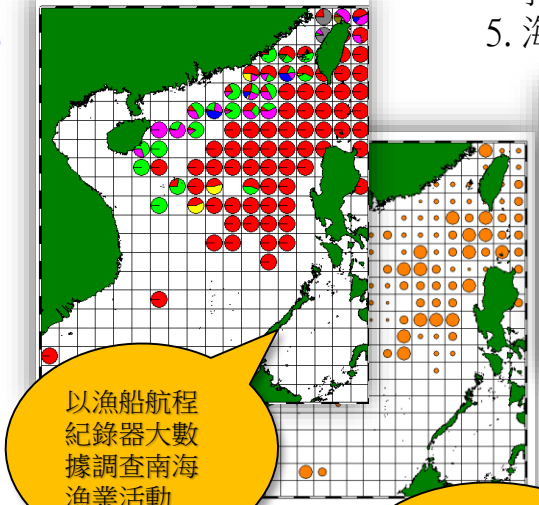 5. 海
以漁船航程
紀錄器大數
據調查南海
漁業活動